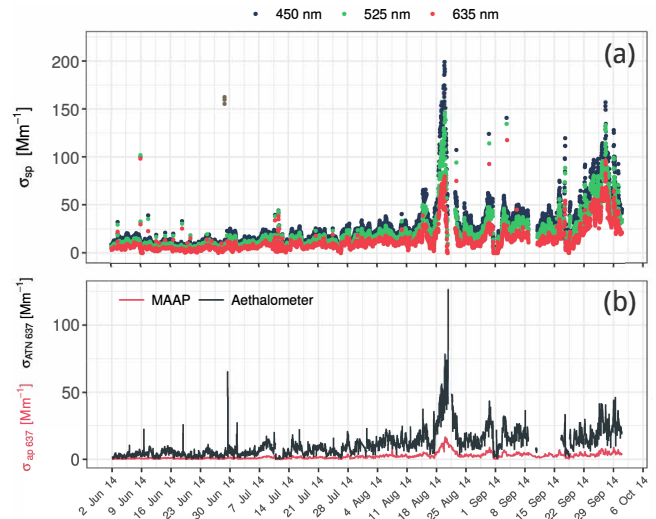 450 nm 525 nm 635 nm
(a)
200
150
100
50
0
σsp [Mm⁻¹]
(b)
MAAP Aethalometer
100
50
0
σATN 637 [Mm⁻¹]
σap 637 [Mm⁻¹]
2 Jun 14
9 Jun 14
16 Jun 14
23 Jun 14
30 Jun 14
7 Jul 14
14 Jul 14
21 Jul 14
28 Jul 14
4 Aug 14
11 Aug 14
18 Aug 14
25 Aug 14
1 Sep 14
8 Sep 14
15 Sep 14
22 Sep 14
29 Sep 14
6 Oct 14